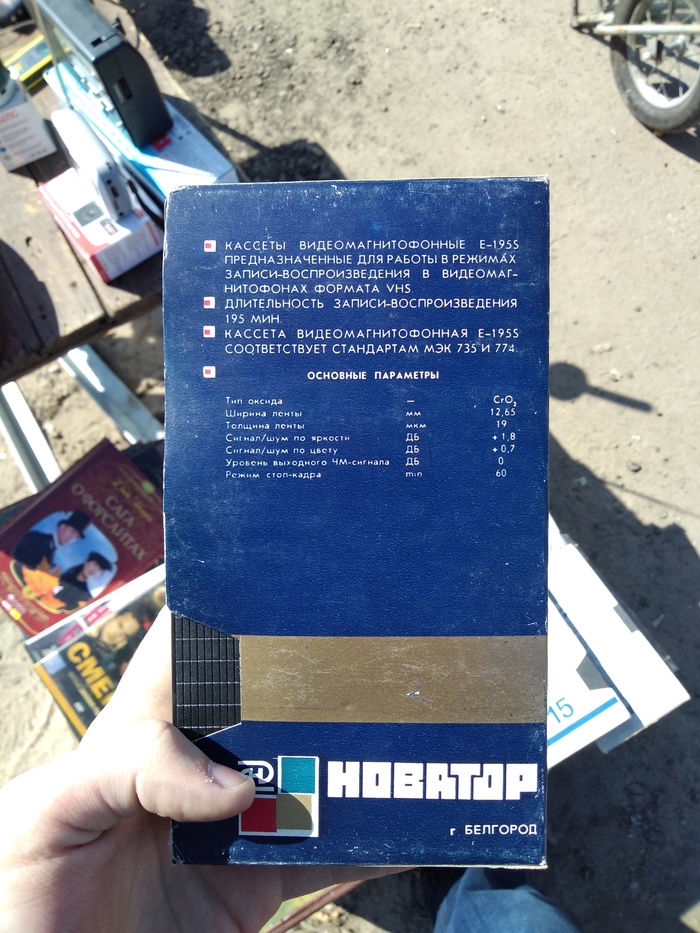 КАССЕТЫ ВИДЕОМАГНИТОФОННЫЕ Е-195S
ПРЕДНАЗНАЧЕННЫЕ ДЛЯ РАБОТЫ В РЕЖИМАХ
ЗАПИСИ-ВОСПРОИЗВЕДЕНИЯ В ВИДЕОМАГ-
НИТОФОНАХ ФОРМАТА VHS
ДЛИТЕЛЬНОСТЬ ЗАПИСИ-ВОСПРОИЗВЕДЕНИЯ
195 МИН.
КАССЕТА ВИДЕОМАГНИТОФОННАЯ Е-195S
СООТВЕТСТВУЕТ СТАНДАРТАМ МЭК 735 И 774.
ОСНОВНЫЕ ПАРАМЕТРЫ
Тип оксида — CrO₂
Ширина ленты мм 12,65
Толщина ленты мкм 19
Сигнал/шум по яркости ДБ +1,8
Сигнал/шум по цвету ДБ +0,7
Уровень выходного ЧМ-сигнала ДБ 0
Режим стоп-кадра min 60
НОВАТОР
г БЕЛГОРОД
САГА
О ФОРСАЙТАХ
15